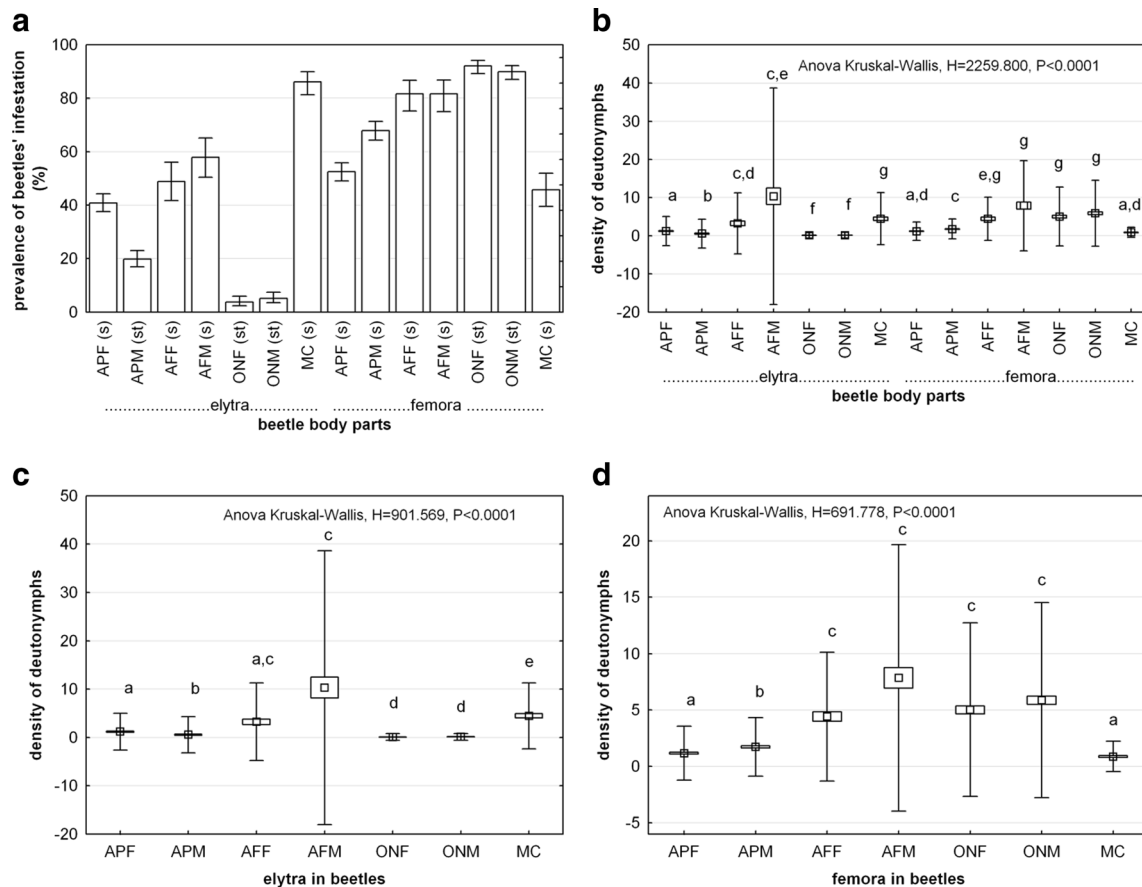 a
prevalence of beetles' infestation
(%)
100
80
60
40
20
0
APF (s)
APM (st)
AFF (s)
AFM (s)
ONF (st)
ONM (st)
MC (s)
APF (s)
APM (s)
AFF (s)
AFM (s)
ONF (st)
ONM (st)
MC (s)
....................elytra.............. ..............femora ...............
beetle body parts
b
Anova Kruskal-Wallis, H=2259.800, P<0.0001
density of deutonymphs
50
40
30
20
10
0
-10
-20
a b c,d c,e f f g a,d c e,g g g g a,d
APF
APM
AFF
AFM
ONF
ONM
MC
APF
APM
AFF
AFM
ONF
ONM
MC
....................elytra....................femora................
beetle body parts
c
Anova Kruskal-Wallis, H=901.569, P<0.0001
density of deutonymphs
50
40
30
20
10
0
-10
-20
a b a,c c d d e
APF APM AFF AFM ONF ONM MC
elytra in beetles
d
Anova Kruskal-Wallis, H=691.778, P<0.0001
density of deutonymphs
20
15
10
5
0
-5
a b c c c c a
APF APM AFF AFM ONF ONM MC
femora in beetles